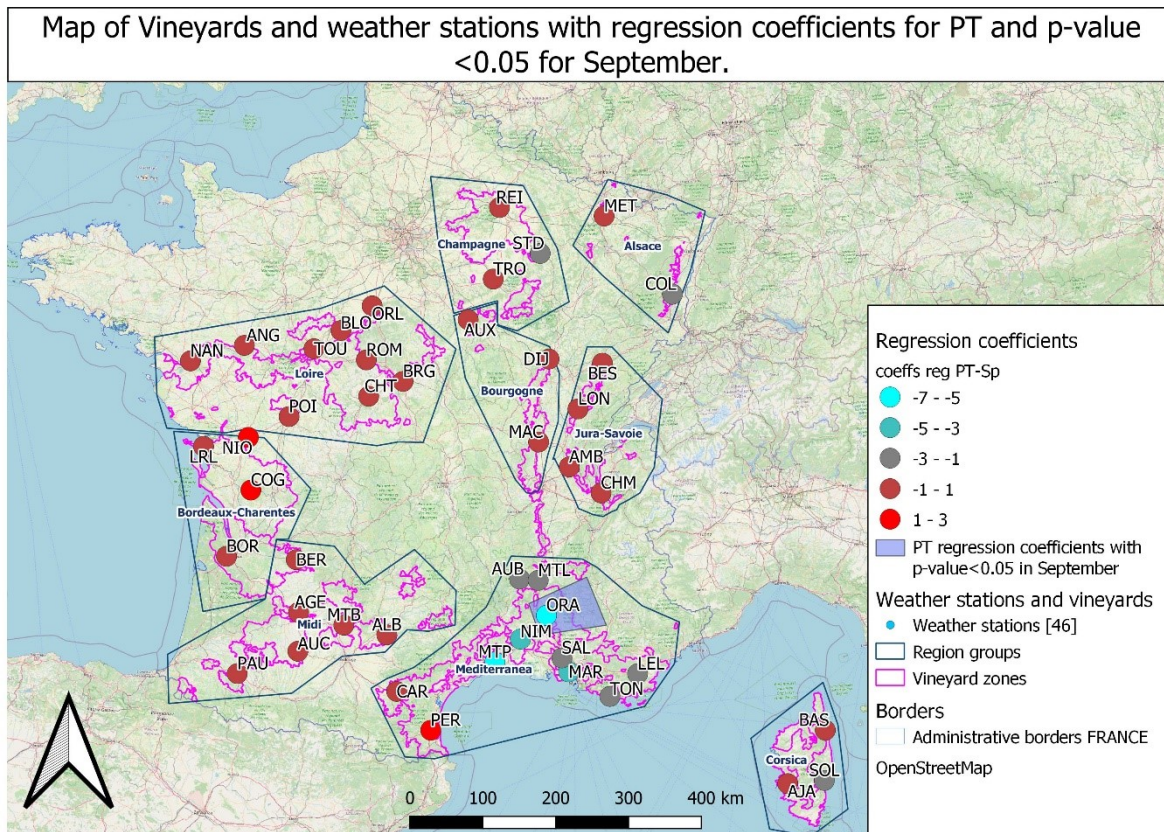 Map of Vineyards and weather stations with regression coefficients for PT and p-value
<0.05 for September.
REI
MET
Champagne
STD
Alsace
TRO
COL
ORL
AUX
BLO
ANG
NAN
TOU
ROM
DIJ
BES
Loire
BRG
CHT
Bourgogne
LON
POI
MAC
Jura-Savoie
NIO
LRL
AMB
COG
CHM
Bordeaux-Charentes
BOR
BER
AUB
MTL
AGE
MTB
ORA
Midi
ALB
NIM
AUC
MTP
SAL
PAU
Mediterranea
MAR
LEL
CAR
TON
PER
BAS
Corsica
SOL
AJA
0
100
200
300
400 km
Regression coefficients
coeffs reg PT-Sp
-7 - -5
-5 - -3
-3 - -1
-1 - 1
1 - 3
PT regression coefficients with
p-value<0.05 in September
Weather stations and vineyards
Weather stations [46]
Region groups
Vineyard zones
Borders
Administrative borders FRANCE
OpenStreetMap